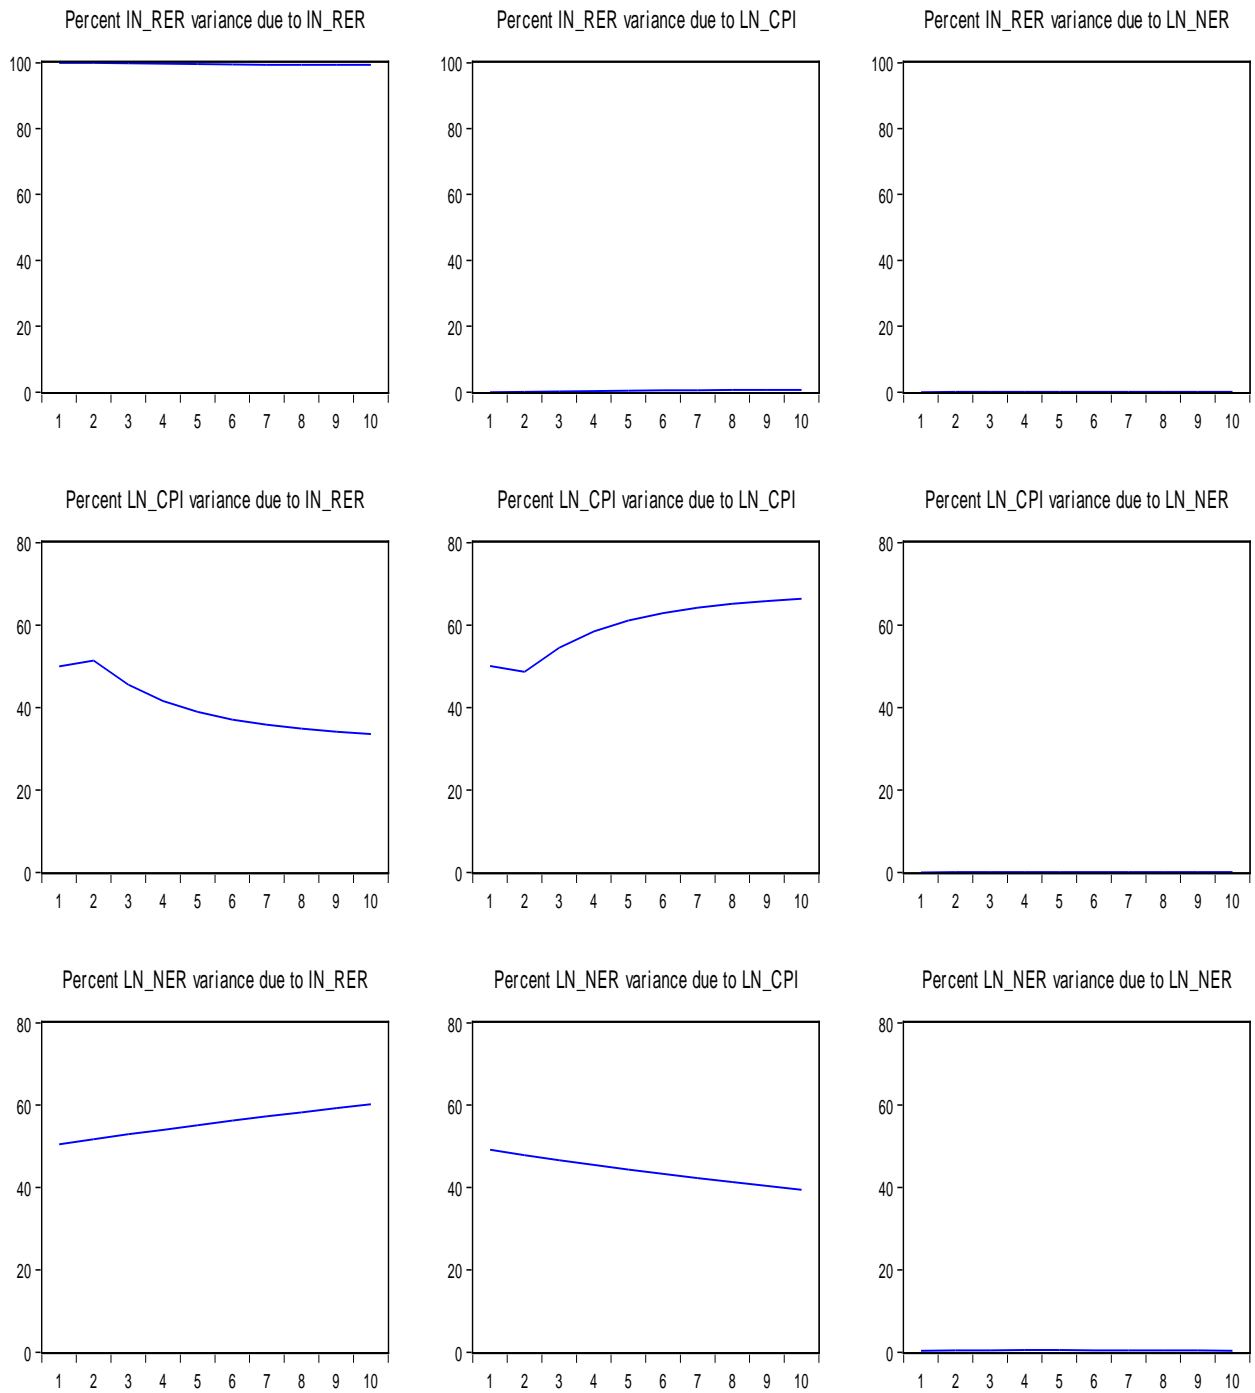 Percent IN_RER variance due to IN_RER
Percent IN_RER variance due to LN_CPI
Percent IN_RER variance due to LN_NER
100
80
60
40
20
0
1 2 3 4 5 6 7 8 9 10
100
80
60
40
20
0
1 2 3 4 5 6 7 8 9 10
100
80
60
40
20
0
1 2 3 4 5 6 7 8 9 10
Percent LN_CPI variance due to IN_RER
Percent LN_CPI variance due to LN_CPI
Percent LN_CPI variance due to LN_NER
80
60
40
20
0
1 2 3 4 5 6 7 8 9 10
80
60
40
20
0
1 2 3 4 5 6 7 8 9 10
80
60
40
20
0
1 2 3 4 5 6 7 8 9 10
Percent LN_NER variance due to IN_RER
Percent LN_NER variance due to LN_CPI
Percent LN_NER variance due to LN_NER
80
60
40
20
0
1 2 3 4 5 6 7 8 9 10
80
60
40
20
0
1 2 3 4 5 6 7 8 9 10
80
60
40
20
0
1 2 3 4 5 6 7 8 9 10